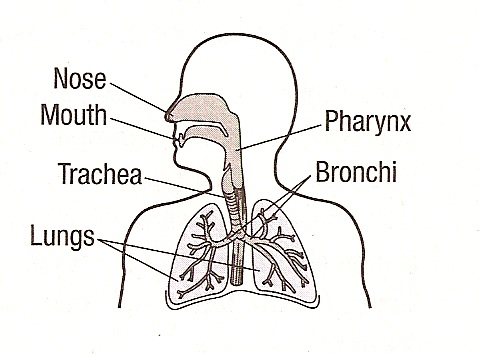 Nose
Mouth
Pharynx
Trachea
Bronchi
Lungs